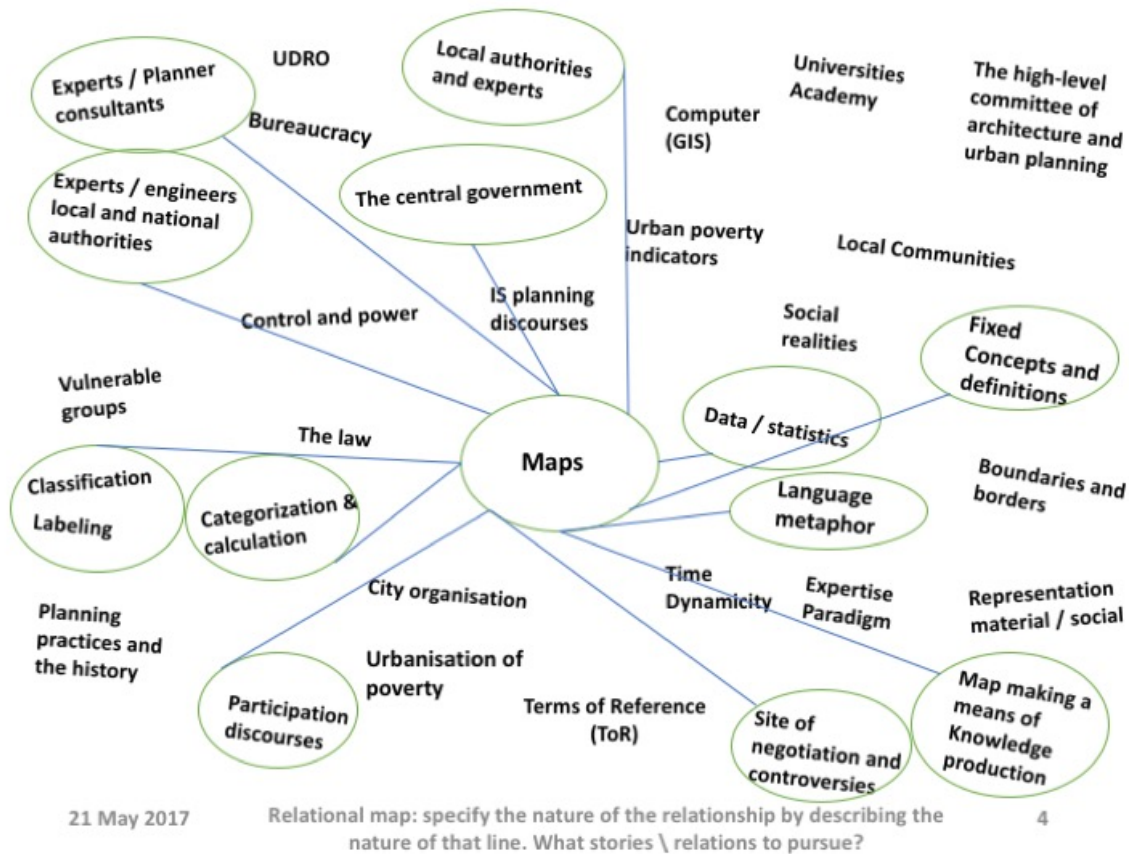 UDRO
Local authorities
and experts
Experts / Planner
consultants
Universities
Academy
The high-level
committee of
architecture and
urban planning
Computer
(GIS)
Bureaucracy
Experts / engineers
local and national
authorities
The central government
Urban poverty
indicators
Local Communities
Control and power
IS planning
discourses
Social
realities
Fixed
Concepts and
definitions
Vulnerable
groups
The law
Maps
Data / statistics
Classification
Labeling
Categorization &
calculation
Language
metaphor
Boundaries and
borders
Time
Dynamicity
Expertise
Paradigm
Representation
material / social
City organisation
Planning
practices and
the history
Urbanisation of
poverty
Participation
discourses
Terms of Reference
(ToR)
Site of
negotiation and
controversies
Map making a
means of
Knowledge
production
21 May 2017
Relational map: specify the nature of the relationship by describing the
nature of that line. What stories \ relations to pursue?
4